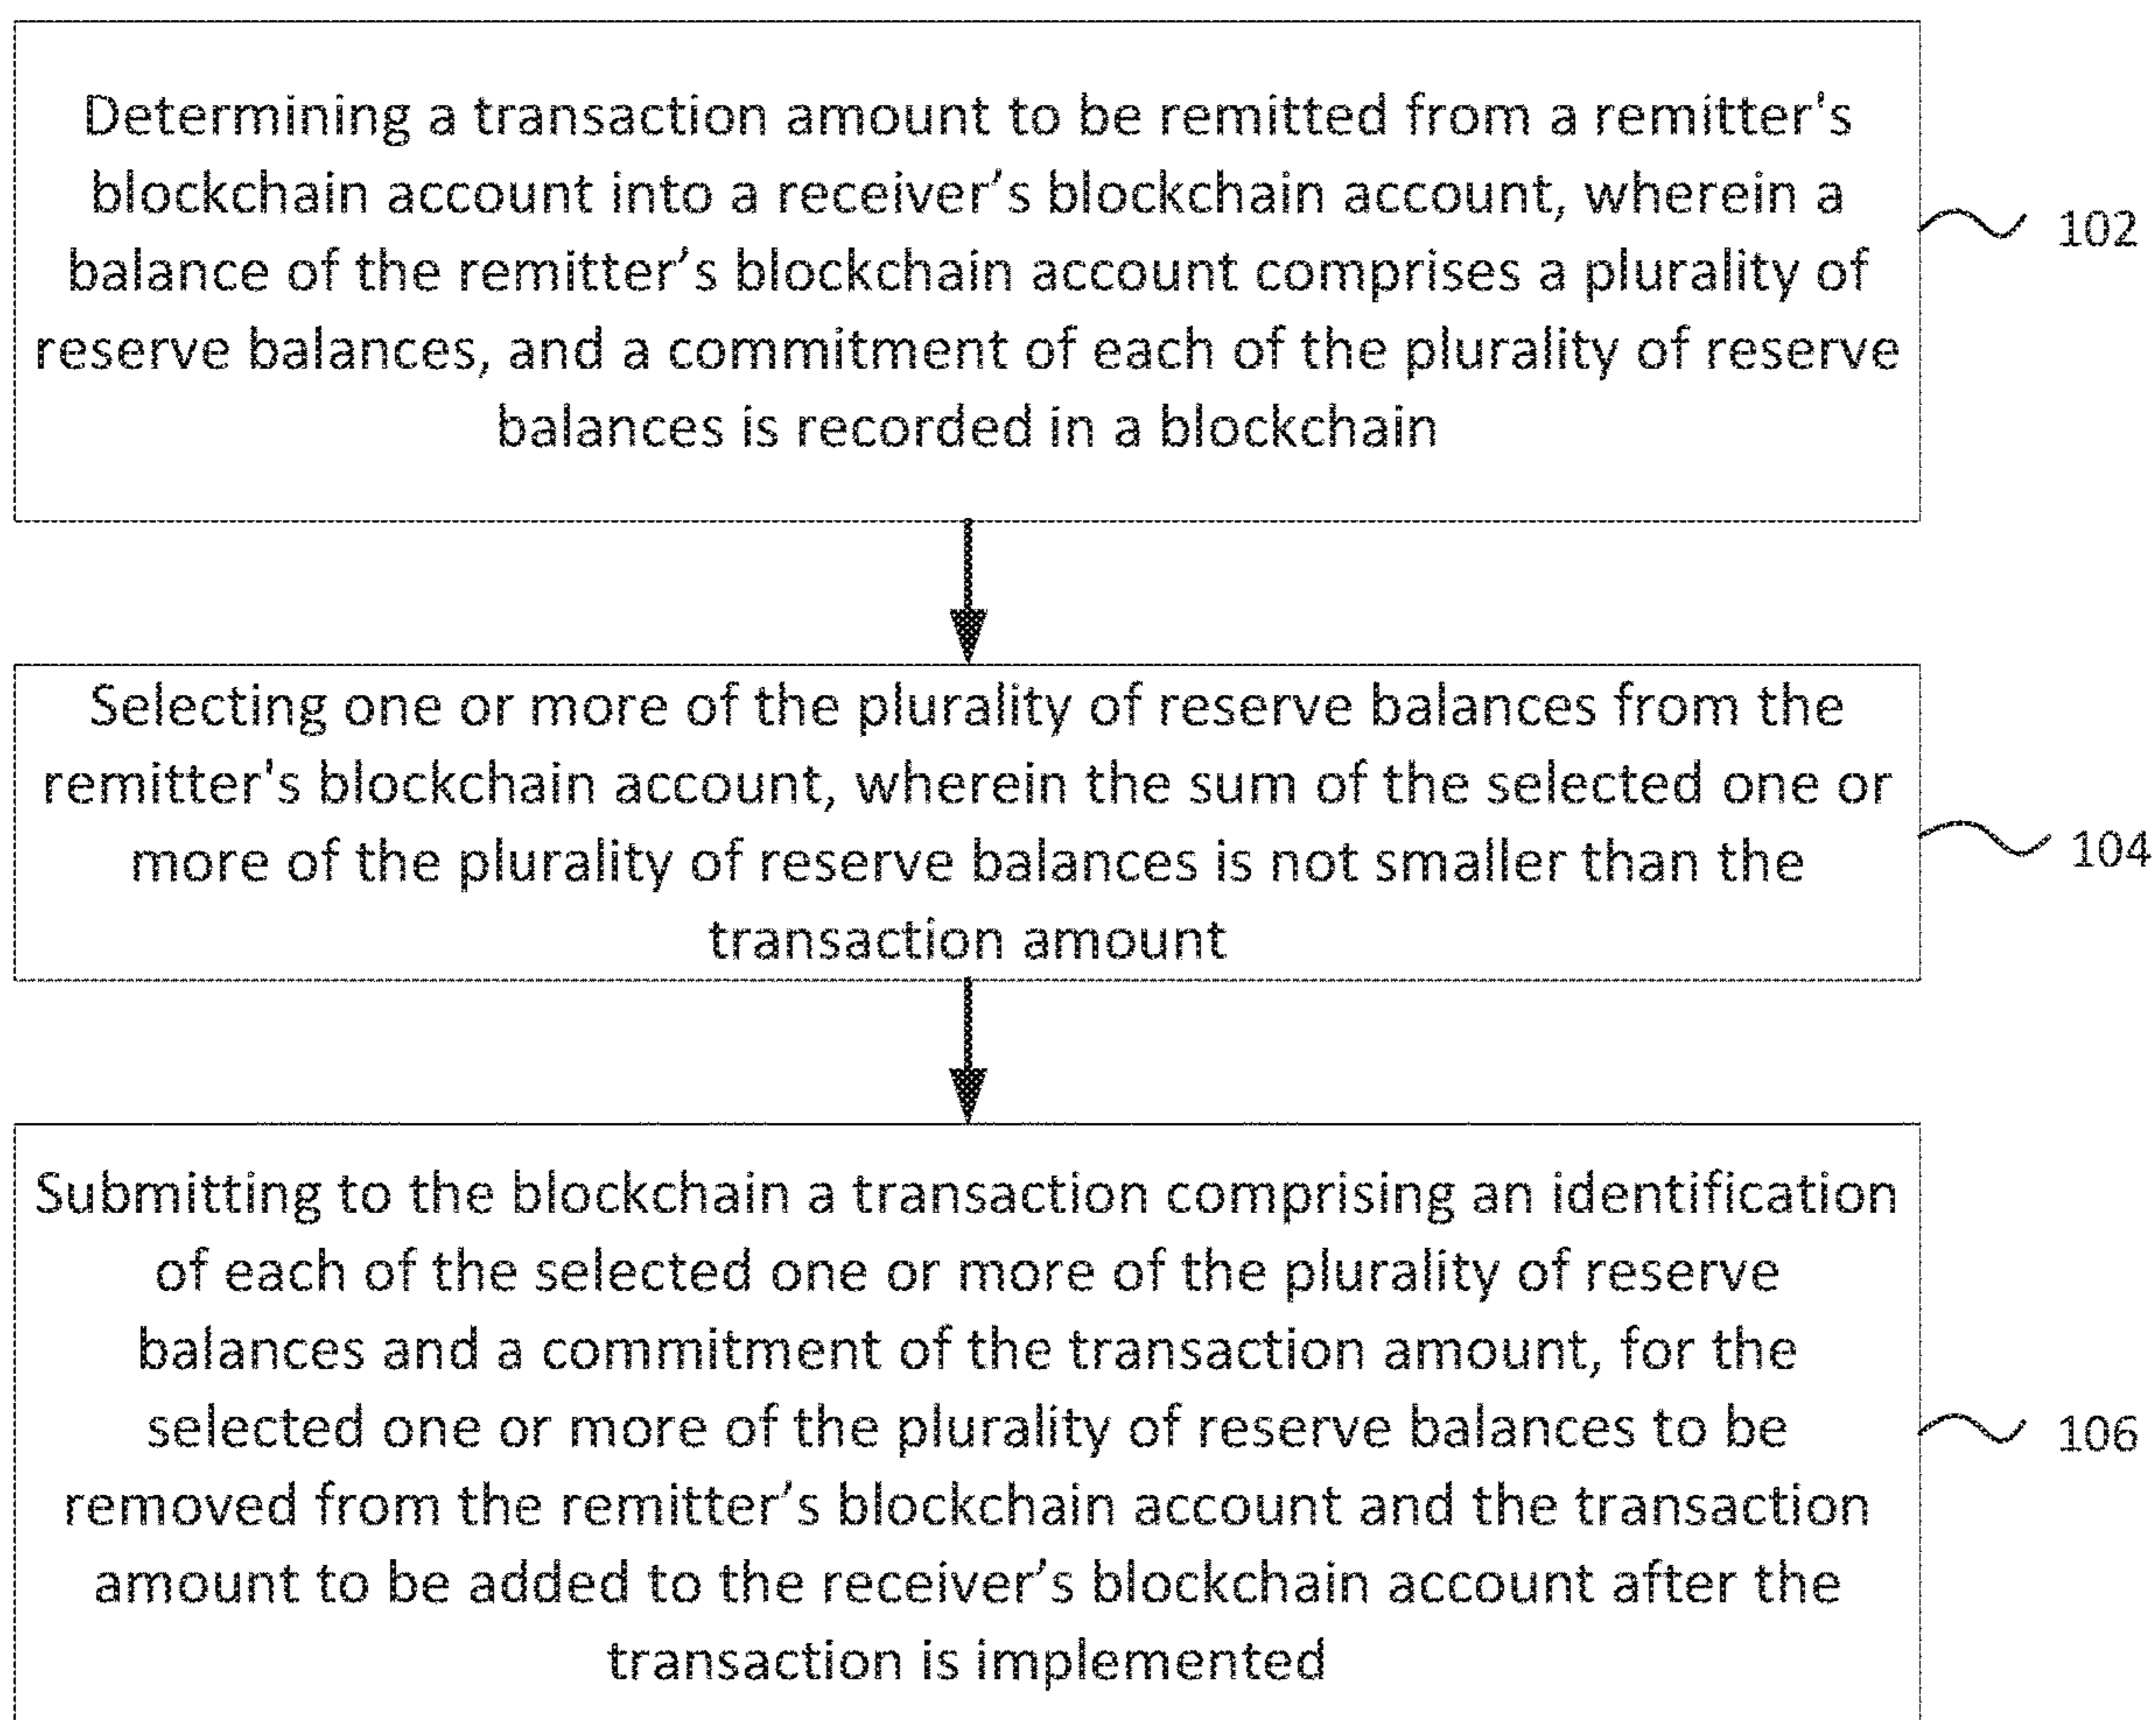 Determining a transaction amount to be remitted from a remitter's
blockchain account into a receiver’s blockchain account, wherein a
balance of the remitter’s blockchain account comprises a plurality of
reserve balances, and a commitment of each of the plurality of reserve
balances is recorded in a blockchain
102
Selecting one or more of the plurality of reserve balances from the
remitter's blockchain account, wherein the sum of the selected one or
more of the plurality of reserve balances is not smaller than the
transaction amount
104
Submitting to the blockchain a transaction comprising an identification
of each of the selected one or more of the plurality of reserve
balances and a commitment of the transaction amount, for the
selected one or more of the plurality of reserve balances to be
removed from the remitter’s blockchain account and the transaction
amount to be added to the receiver’s blockchain account after the
transaction is implemented
106